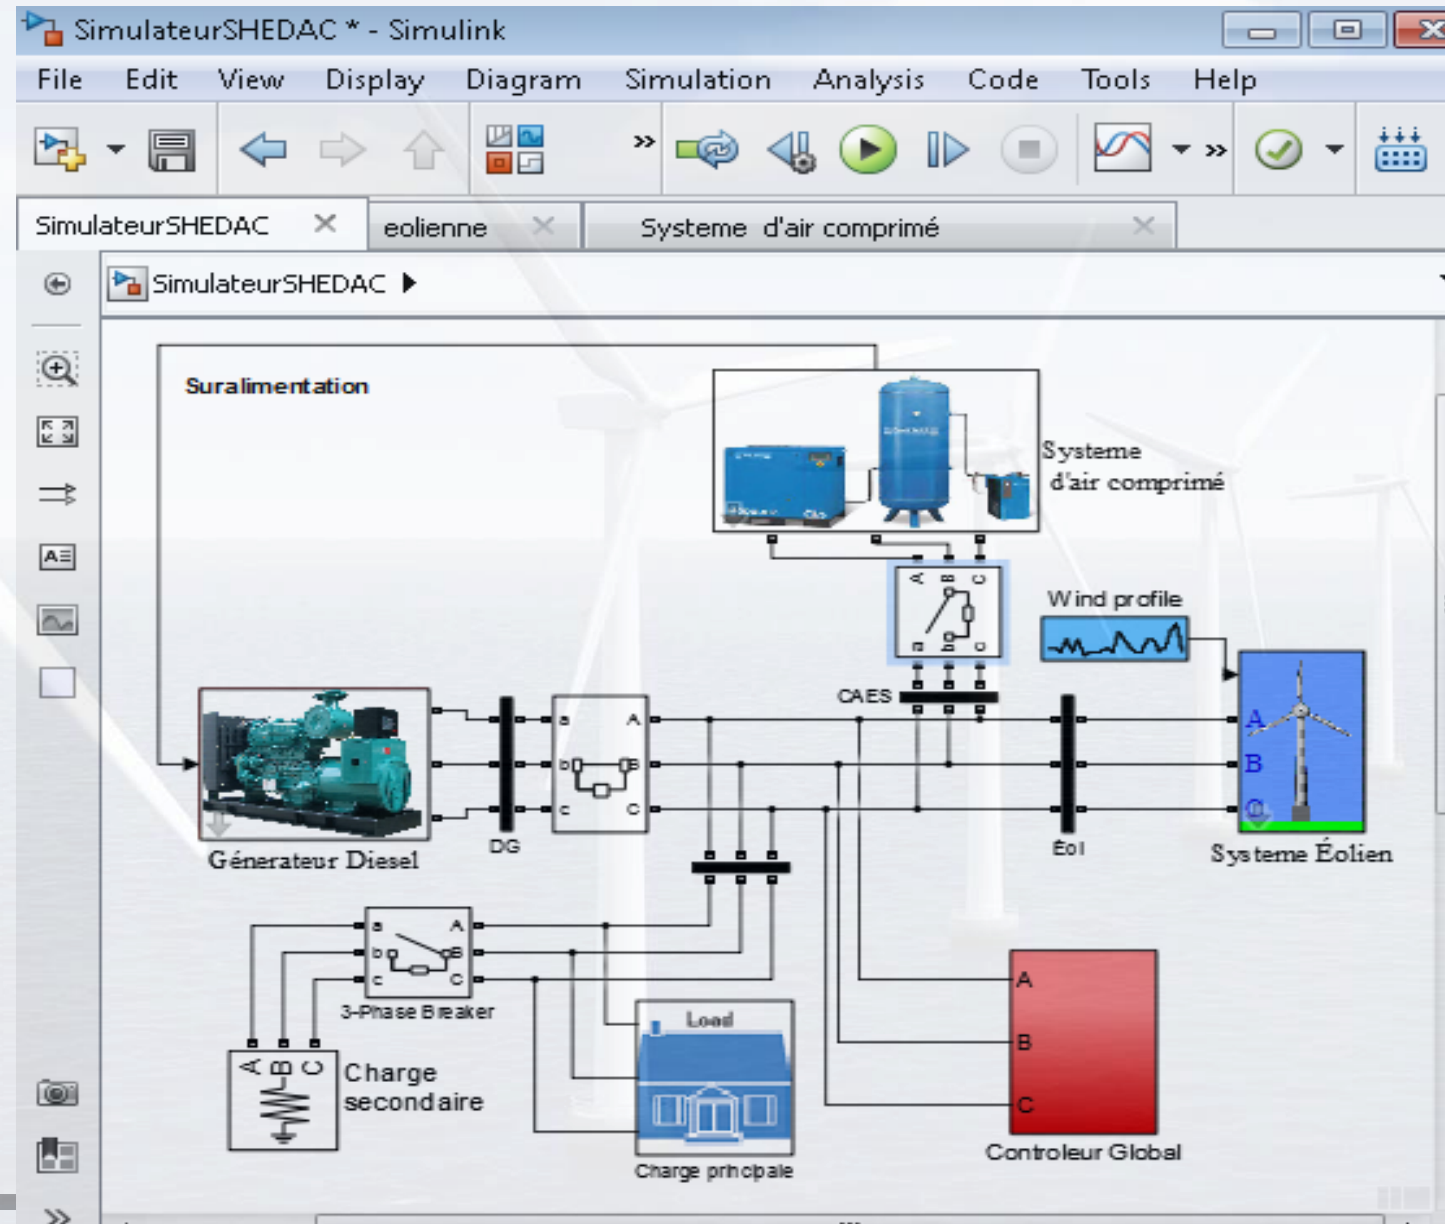 SimulateurSHEDAC * - Simulink
File Edit View Display Diagram Simulation Analysis Code Tools Help
SimulateurSHEDAC eolienne Systeme d'air comprimé
SimulateurSHEDAC
Suralimentation
Systeme
d'air comprimé
A B C
a b c
Wind profile
CAES
a A
b B
c C
A
B
C
DG
Éol
Génerateur Diesel
Systeme Éolien
a A
b B
c C
3-Phase Breaker
A B C
Charge
secondaire
Load
Charge principale
A
B
C
Controleur Global